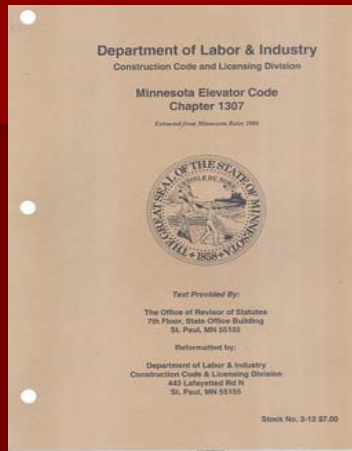 Department of Labor & Industry
Construction Code and Licensing Division
Minnesota Elevator Code
Chapter 1307
Extracted from Minnesota Rules
THE GREAT SEAL OF THE STATE OF MINNESOTA
1858
Text Provided By:
The Office of Revisor of Statutes
7th Floor, State Office Building
St. Paul, MN 55155
Reformatted by:
Department of Labor & Industry
Construction Code & Licensing Division
443 Lafayetted Rd N
St. Paul, MN 55155
Stock No. 3-12 $7.00